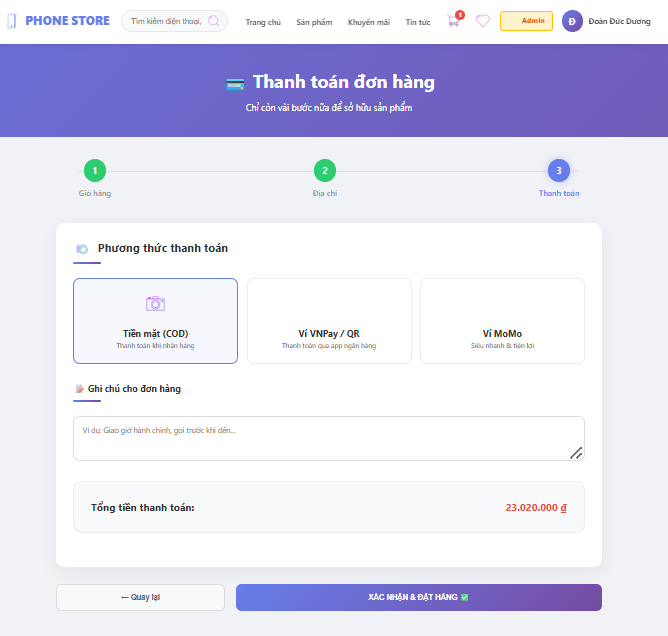 PHONE STORE
Tìm kiếm điện thoại,
Trang chủ
Sản phẩm
Khuyến mãi
Tin tức
1
Admin
Đ
Đoàn Đức Dương
Thanh toán đơn hàng
Chỉ còn vài bước nữa để sở hữu sản phẩm
1
2
3
Giỏ hàng
Địa chỉ
Thanh toán
Phương thức thanh toán
Tiền mặt (COD)
Thanh toán khi nhận hàng
Ví VNPay / QR
Thanh toán qua app ngân hàng
Ví MoMo
Siêu nhanh & tiện lợi
Ghi chú cho đơn hàng
Ví dụ: Giao giờ hành chính, gọi trước khi đến...
Tổng tiền thanh toán:
23.020.000 ₫
← Quay lại
XÁC NHẬN & ĐẶT HÀNG ✅